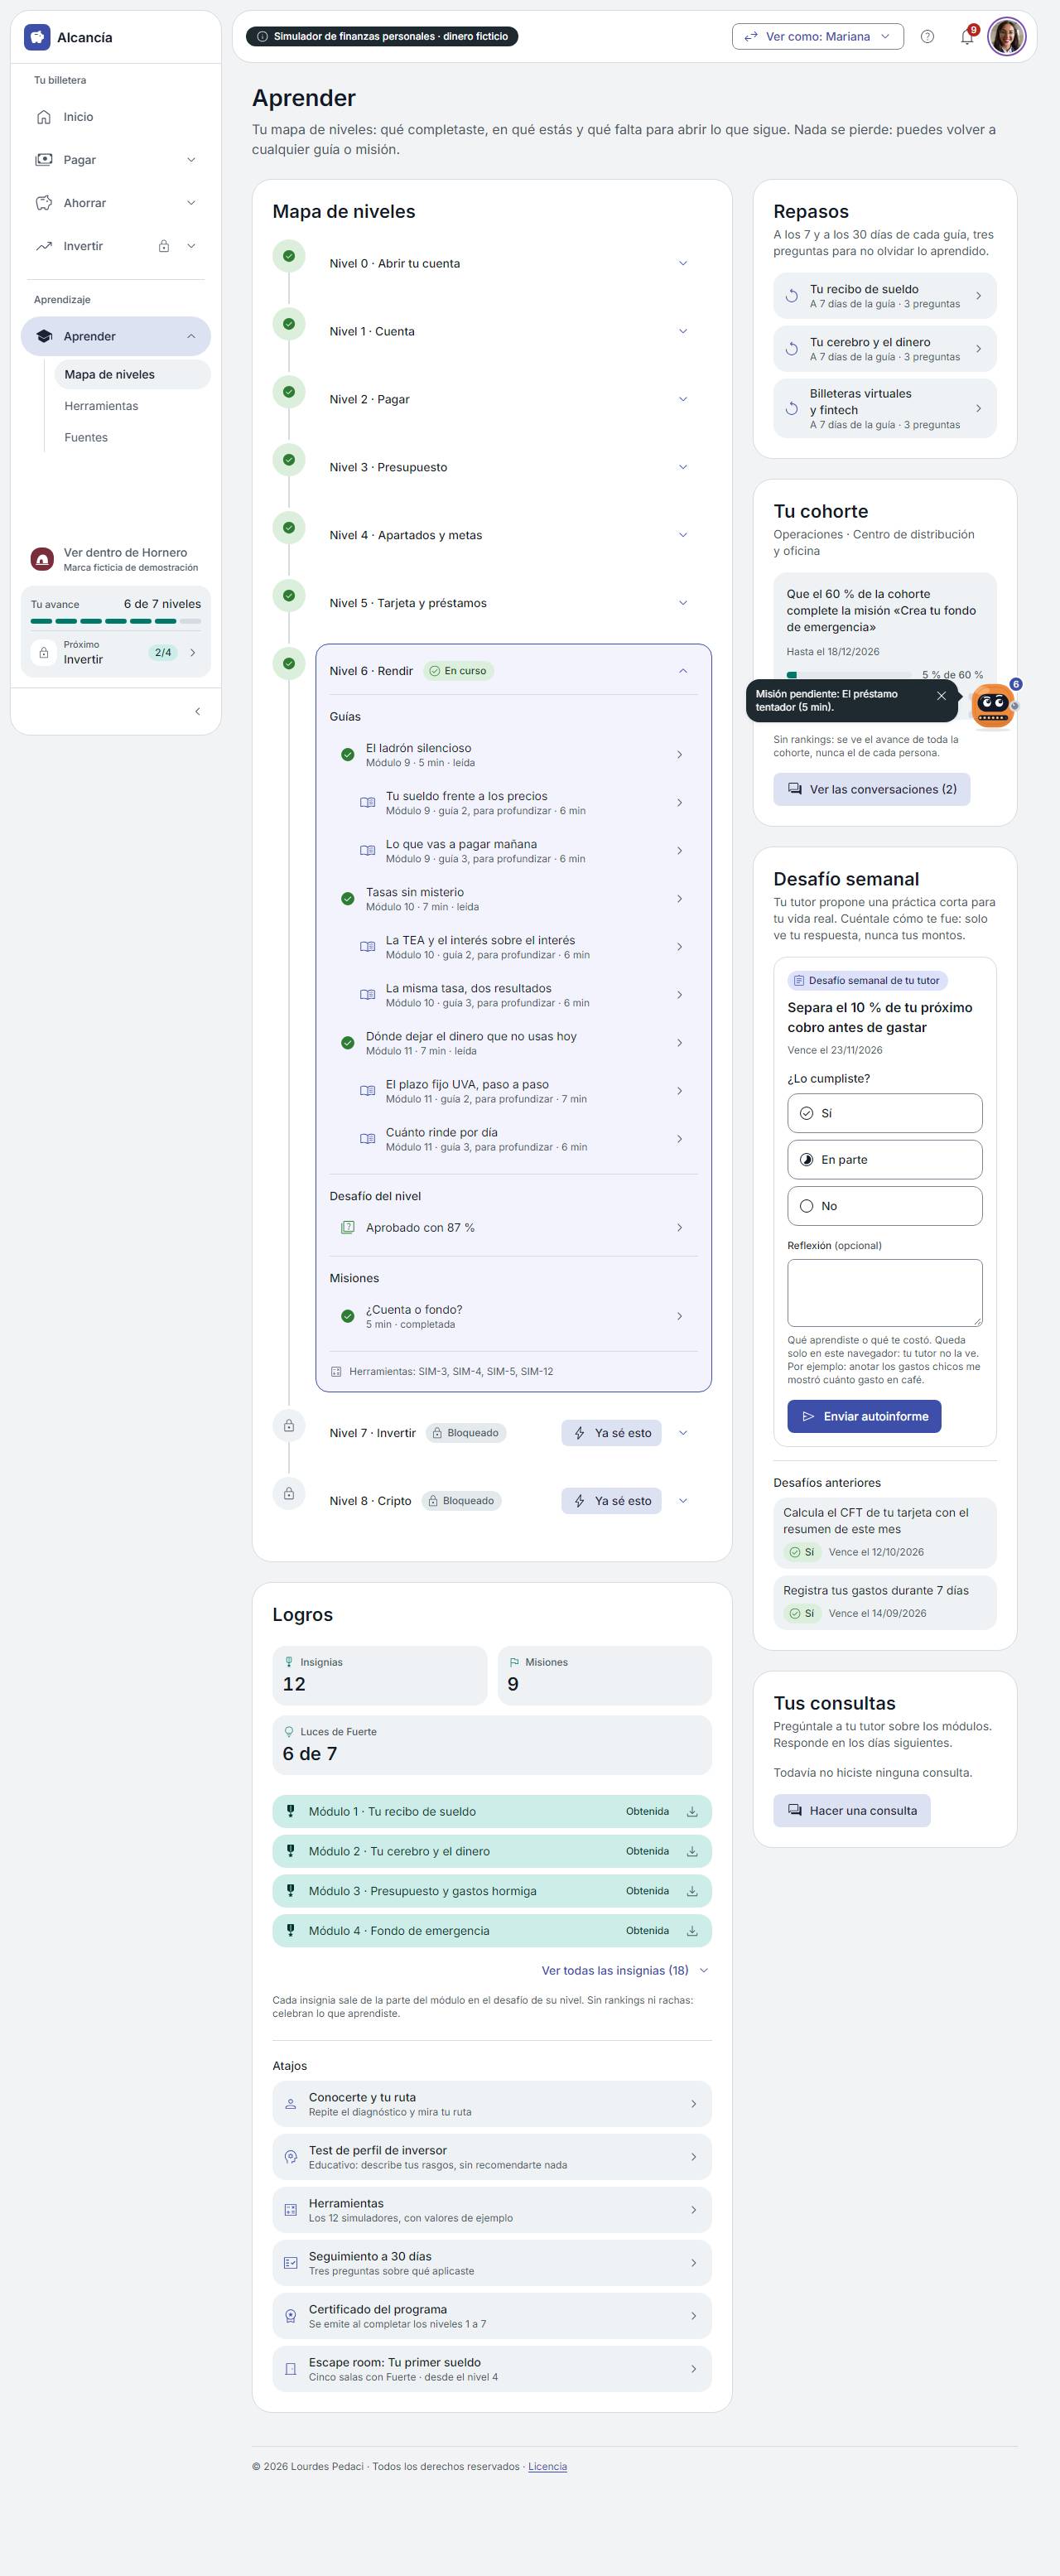 Alcancía
Simulador de finanzas personales · dinero ficticio
Ver como: Mariana
9
Tu billetera
Inicio
Pagar
Ahorrar
Invertir
Aprendizaje
Aprender
Mapa de niveles
Herramientas
Fuentes
Ver dentro de Hornero
Marca ficticia de demostración
Tu avance
6 de 7 niveles
Próximo
Invertir
2/4
Aprender
Tu mapa de niveles: qué completaste, en qué estás y qué falta para abrir lo que sigue. Nada se pierde: puedes volver a
cualquier guía o misión.
Mapa de niveles
Nivel 0 · Abrir tu cuenta
Nivel 1 · Cuenta
Nivel 2 · Pagar
Nivel 3 · Presupuesto
Nivel 4 · Apartados y metas
Nivel 5 · Tarjeta y préstamos
Nivel 6 · Rendir
En curso
Guías
El ladrón silencioso
Módulo 9 · 5 min · leída
Tu sueldo frente a los precios
Módulo 9 · guía 2, para profundizar · 6 min
Lo que vas a pagar mañana
Módulo 9 · guía 3, para profundizar · 6 min
Tasas sin misterio
Módulo 10 · 7 min · leída
La TEA y el interés sobre el interés
Módulo 10 · guía 2, para profundizar · 6 min
La misma tasa, dos resultados
Módulo 10 · guía 3, para profundizar · 6 min
Dónde dejar el dinero que no usas hoy
Módulo 11 · 7 min · leída
El plazo fijo UVA, paso a paso
Módulo 11 · guía 2, para profundizar · 7 min
Cuánto rinde por día
Módulo 11 · guía 3, para profundizar · 6 min
Desafío del nivel
Aprobado con 87 %
Misiones
¿Cuenta o fondo?
5 min · completada
Herramientas: SIM-3, SIM-4, SIM-5, SIM-12
Nivel 7 · Invertir
Bloqueado
Ya sé esto
Nivel 8 · Cripto
Bloqueado
Ya sé esto
Logros
Insignias
12
Misiones
9
Luces de Fuerte
6 de 7
Módulo 1 · Tu recibo de sueldo
Obtenida
Módulo 2 · Tu cerebro y el dinero
Obtenida
Módulo 3 · Presupuesto y gastos hormiga
Obtenida
Módulo 4 · Fondo de emergencia
Obtenida
Ver todas las insignias (18)
Cada insignia sale de la parte del módulo en el desafío de su nivel. Sin rankings ni rachas:
celebran lo que aprendiste.
Atajos
Conocerte y tu ruta
Repite el diagnóstico y mira tu ruta
Test de perfil de inversor
Educativo: describe tus rasgos, sin recomendarte nada
Herramientas
Los 12 simuladores, con valores de ejemplo
Seguimiento a 30 días
Tres preguntas sobre qué aplicaste
Certificado del programa
Se emite al completar los niveles 1 a 7
Escape room: Tu primer sueldo
Cinco salas con Fuerte · desde el nivel 4
Repasos
A los 7 y a los 30 días de cada guía, tres
preguntas para no olvidar lo aprendido.
Tu recibo de sueldo
A 7 días de la guía · 3 preguntas
Tu cerebro y el dinero
A 7 días de la guía · 3 preguntas
Billeteras virtuales
y fintech
A 7 días de la guía · 3 preguntas
Tu cohorte
Operaciones · Centro de distribución
y oficina
Que el 60 % de la cohorte
complete la misión «Crea tu fondo
de emergencia»
Hasta el 18/12/2026
5 % de 60 %
Misión pendiente: El préstamo
tentador (5 min).
6
Sin rankings: se ve el avance de toda la
cohorte, nunca el de cada persona.
Ver las conversaciones (2)
Desafío semanal
Tu tutor propone una práctica corta para
tu vida real. Cuéntale cómo te fue: solo
ve tu respuesta, nunca tus montos.
Desafío semanal de tu tutor
Separa el 10 % de tu próximo
cobro antes de gastar
Vence el 23/11/2026
¿Lo cumpliste?
Sí
En parte
No
Reflexión (opcional)
Qué aprendiste o qué te costó. Queda
solo en este navegador: tu tutor no la ve.
Por ejemplo: anotar los gastos chicos me
mostró cuánto gasto en café.
Enviar autoinforme
Desafíos anteriores
Calcula el CFT de tu tarjeta con el
resumen de este mes
Sí
Vence el 12/10/2026
Registra tus gastos durante 7 días
Sí
Vence el 14/09/2026
Tus consultas
Pregúntale a tu tutor sobre los módulos.
Responde en los días siguientes.
Todavía no hiciste ninguna consulta.
Hacer una consulta
© 2026 Lourdes Pedaci · Todos los derechos reservados · Licencia